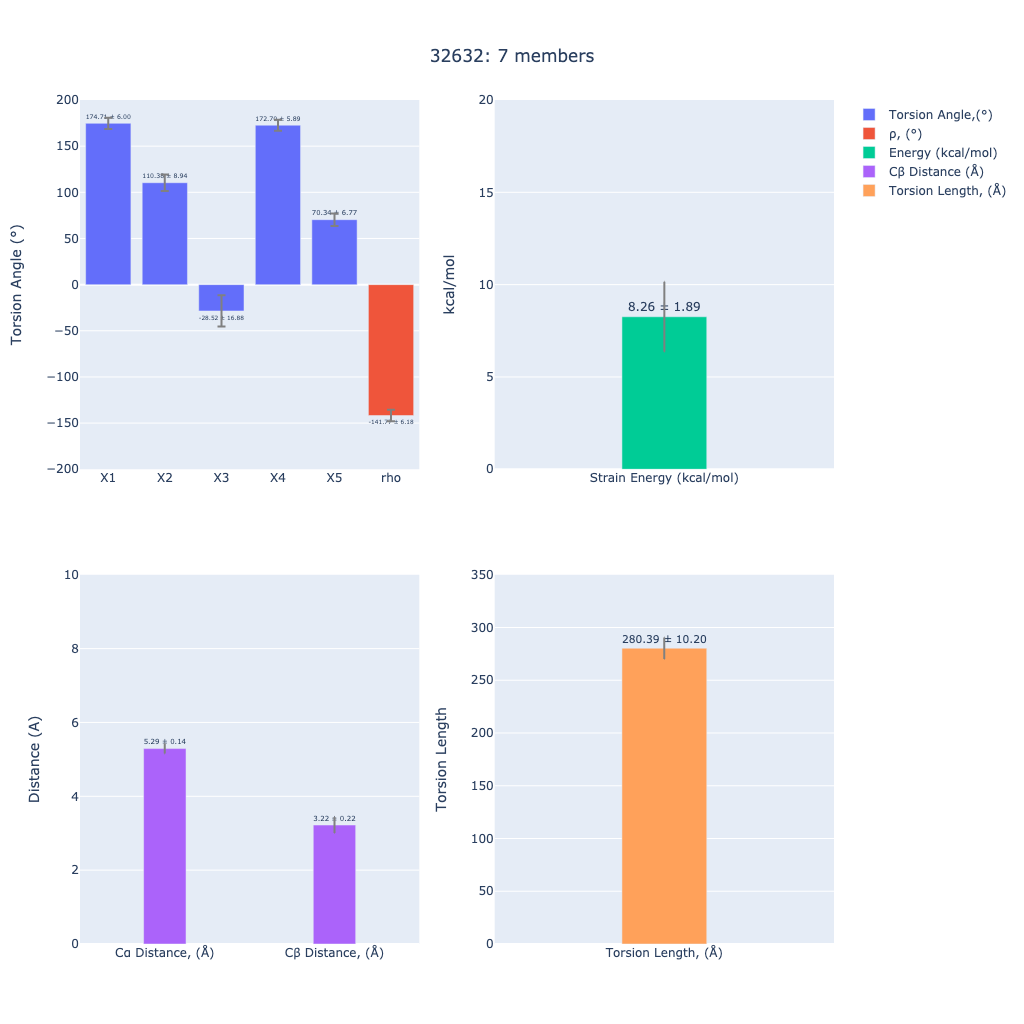 32632: 7 members
Torsion Angle (°)
200
150
100
50
0
−50
−100
−150
−200
174.71 ± 6.00
110.38 ± 8.94
-28.52 ± 16.88
172.70 ± 5.89
70.34 ± 6.77
-141.77 ± 6.18
X1 X2 X3 X4 X5 rho
kcal/mol
20
15
10
5
0
8.26 ± 1.89
Strain Energy (kcal/mol)
Torsion Angle,(°)
ρ, (°)
Energy (kcal/mol)
Cβ Distance (Å)
Torsion Length, (Å)
Distance (A)
10
8
6
4
2
0
5.29 ± 0.14
3.22 ± 0.22
Cα Distance, (Å) Cβ Distance, (Å)
Torsion Length
350
300
250
200
150
100
50
0
280.39 ± 10.20
Torsion Length, (Å)